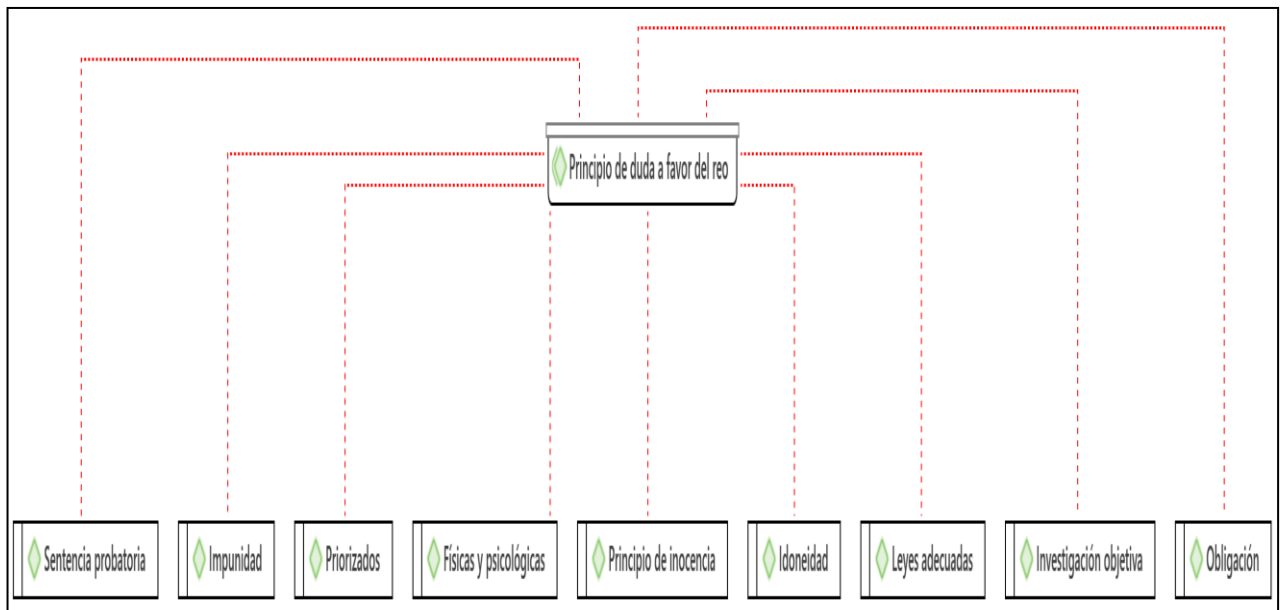 Principio de duda a favor del reo
Sentencia probatoria
Impunidad
Priorizados
Físicas y psicológicas
Principio de inocencia
Idoneidad
Leyes adecuadas
Investigación objetiva
Obligación